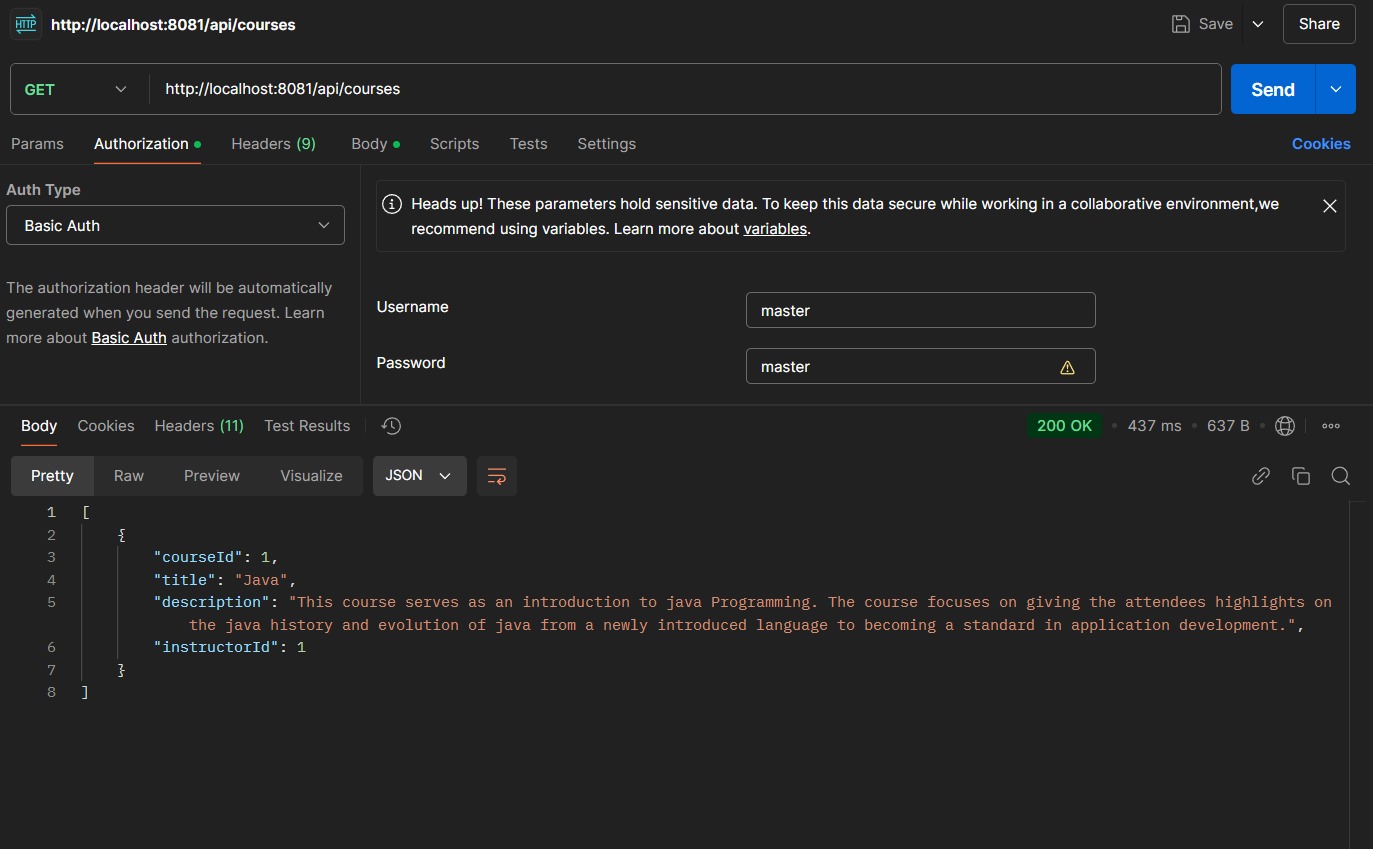 HTTP http://localhost:8081/api/courses Save Share
GET http://localhost:8081/api/courses Send
Params Authorization Headers (9) Body Scripts Tests Settings Cookies
Auth Type
Basic Auth
The authorization header will be automatically
generated when you send the request. Learn
more about Basic Auth authorization.
Heads up! These parameters hold sensitive data. To keep this data secure while working in a collaborative environment,we
recommend using variables. Learn more about variables.
Username master
Password master
Body Cookies Headers (11) Test Results 200 OK 437 ms 637 B
Pretty Raw Preview Visualize JSON
1 [
2 {
3 "courseId": 1,
4 "title": "Java",
5 "description": "This course serves as an introduction to java Programming. The course focuses on giving the attendees highlights on
the java history and evolution of java from a newly introduced language to becoming a standard in application development.",
6 "instructorId": 1
7 }
8 ]